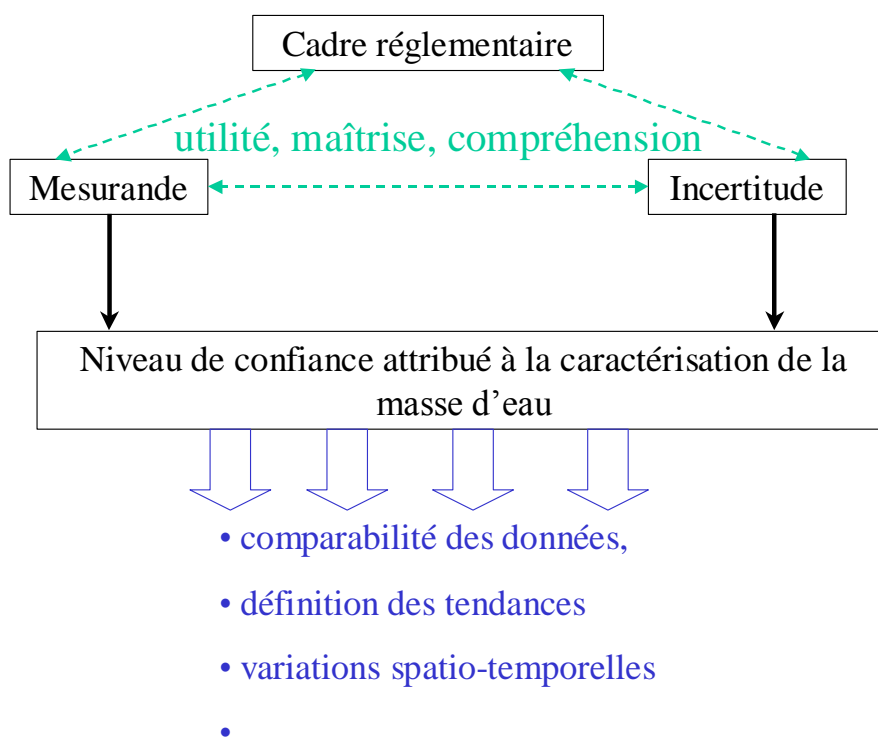 Cadre réglementaire
utilité, maîtrise, compréhension
Mesurande
Incertitude
Niveau de confiance attribué à la caractérisation de la
masse d’eau
• comparabilité des données,
• définition des tendances
• variations spatio-temporelles
•